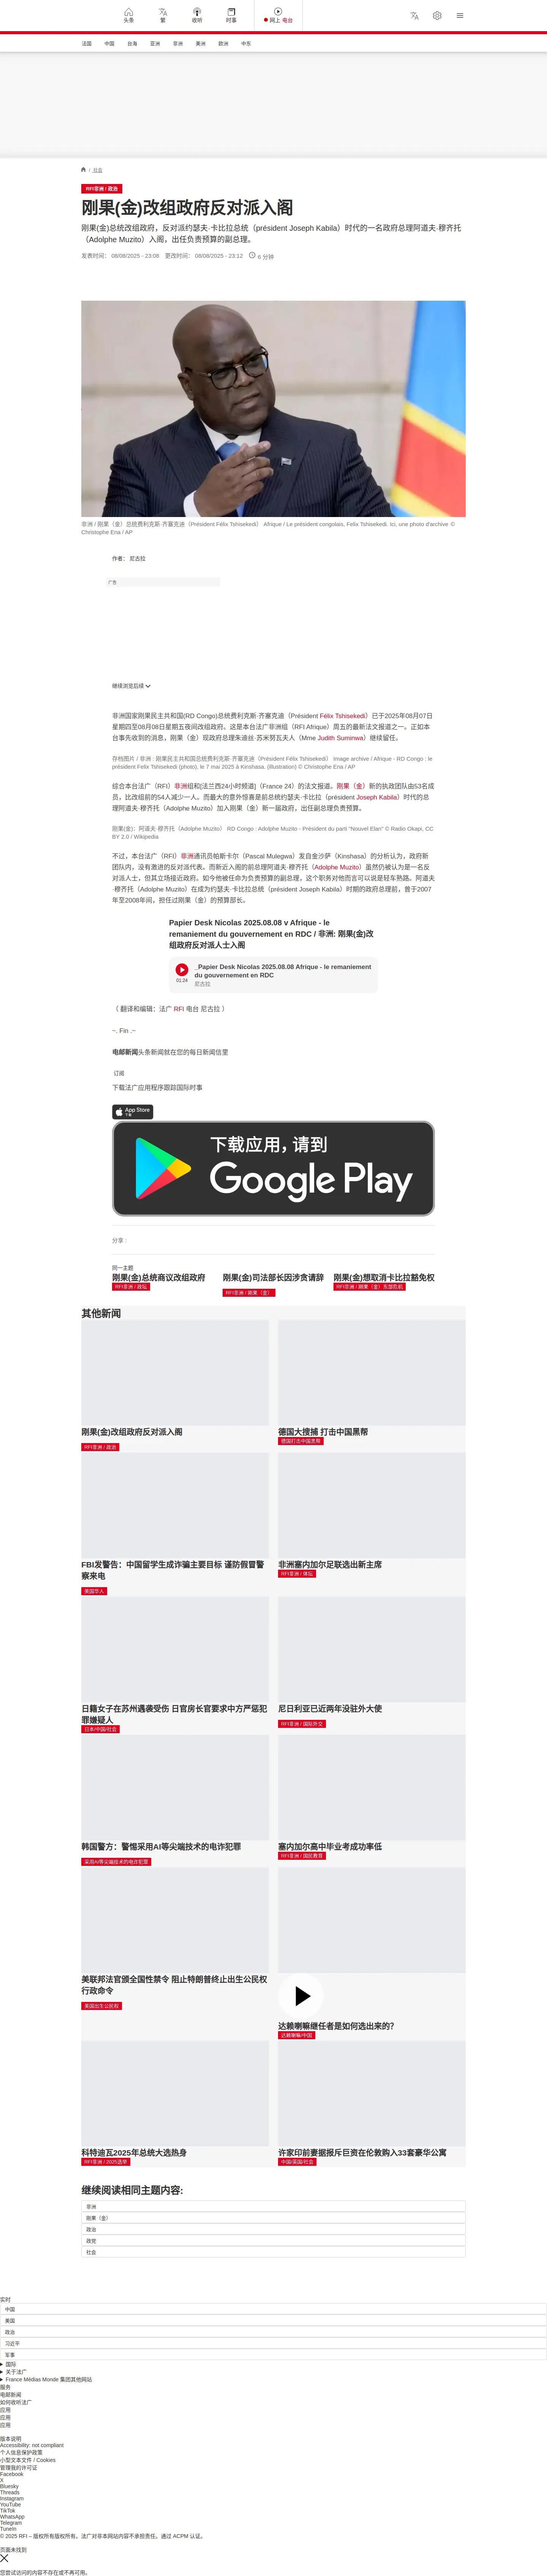 头条
繁
收听
时事
网上 电台
法国
中国
台海
亚洲
非洲
美洲
欧洲
中东
/ 社会
RFI非洲 / 政治
刚果(金)改组政府反对派入阁
刚果(金)总统改组政府，反对派约瑟夫·卡比拉总统（président Joseph Kabila）时代的一名政府总理阿道夫·穆齐托
（Adolphe Muzito）入阁，出任负责预算的副总理。
发表时间： 08/08/2025 - 23:08 更改时间： 08/08/2025 - 23:12 6 分钟
非洲 / 刚果（金）总统费利克斯·齐塞克迪（Président Félix Tshisekedi） Afrique / Le président congolais, Felix Tshisekedi. Ici, une photo d'archive ©
Christophe Ena / AP
作者： 尼古拉
广告
继续浏览后续
非洲国家刚果民主共和国(RD Congo)总统费利克斯·齐塞克迪（Président Félix Tshisekedi）已于2025年08月07日
星期四至08月08日星期五夜间改组政府。这是本台法广非洲组（RFI Afrique）周五的最新法文报道之一。正如本
台事先收到的消息，刚果（金）现政府总理朱迪丝·苏米努瓦夫人（Mme Judith Suminwa）继续留任。
存档图片 / 非洲 : 刚果民主共和国总统费利克斯·齐塞克迪（Président Félix Tshisekedi） Image archive / Afrique - RD Congo : le
président Felix Tshisekedi (photo), le 7 mai 2025 à Kinshasa. (illustration) © Christophe Ena / AP
综合本台法广（RFI）非洲组和[法兰西24小时频道]（France 24）的法文报道。刚果（金）新的执政团队由53名成
员，比改组前的54人减少一人。而最大的意外惊喜是前总统约瑟夫·卡比拉（président Joseph Kabila）时代的总
理阿道夫·穆齐托（Adolphe Muzito）加入刚果（金）新一届政府，出任副总理负责预算。
刚果(金)：阿道夫·穆齐托（Adolphe Muzito） RD Congo : Adolphe Muzito - Président du parti "Nouvel Elan" © Radio Okapi, CC
BY 2.0 / Wikipedia
不过，本台法广（RFI）非洲通讯员帕斯卡尔（Pascal Mulegwa）发自金沙萨（Kinshasa）的分析认为，政府新
团队内，没有激进的反对派代表。而新近入阁的前总理阿道夫·穆齐托（Adolphe Muzito）虽然仍被认为是一名反
对派人士，但其立场接近政府。如今他被任命为负责预算的副总理，这个职务对他而言可以说是轻车熟路。阿道夫
·穆齐托（Adolphe Muzito）在成为约瑟夫·卡比拉总统（président Joseph Kabila）时期的政府总理前，曾于2007
年至2008年间，担任过刚果（金）的预算部长。
Papier Desk Nicolas 2025.08.08 v Afrique - le
remaniement du gouvernement en RDC / 非洲: 刚果(金)改
组政府反对派人士入阁
_Papier Desk Nicolas 2025.08.08 Afrique - le remaniement
du gouvernement en RDC
01:24
尼古拉
（ 翻译和编辑：法广 RFI 电台 尼古拉 ）
~. Fin .~
电邮新闻头条新闻就在您的每日新闻信里
订阅
下载法广应用程序跟踪国际时事
App Store
下载
下载应用，请到
Google Play
分享 :
同一主题
刚果(金)总统商议改组政府
RFI非洲 / 政坛
刚果(金)司法部长因涉贪请辞
RFI非洲 / 刚果（金）
刚果(金)想取消卡比拉豁免权
RFI非洲 / 刚果（金）东部危机
其他新闻
刚果(金)改组政府反对派入阁
RFI非洲 / 政治
德国大搜捕 打击中国黑帮
德国打击中国黑帮
FBI发警告：中国留学生成诈骗主要目标 谨防假冒警
察来电
美国华人
非洲塞内加尔足联选出新主席
RFI非洲 / 体坛
日籍女子在苏州遇袭受伤 日官房长官要求中方严惩犯
罪嫌疑人
日本/中国/社会
尼日利亚已近两年没驻外大使
RFI非洲 / 国际外交
韩国警方：警惕采用AI等尖端技术的电诈犯罪
采用AI等尖端技术的电诈犯罪
塞内加尔高中毕业考成功率低
RFI非洲 / 国民教育
美联邦法官颁全国性禁令 阻止特朗普终止出生公民权
行政命令
美国出生公民权
达赖喇嘛继任者是如何选出来的？
达赖喇嘛/中国
科特迪瓦2025年总统大选热身
RFI非洲 / 2025选举
许家印前妻据报斥巨资在伦敦购入33套豪华公寓
中国/英国/社会
继续阅读相同主题内容:
非洲
刚果（金）
政治
政党
社会
实时
中国
美国
政治
习近平
军事
国际
关于法广
France Médias Monde 集团其他网站
服务
电邮新闻
如何收听法广
应用
应用
应用
版本说明
Accessibility: not compliant
个人信息保护政策
小型文本文件 / Cookies
管理我的许可证
Facebook
X
Bluesky
Threads
Instagram
YouTube
TikTok
WhatsApp
Telegram
TuneIn
© 2025 RFI – 版权所有版权所有。法广对非本网站内容不承担责任。通过 ACPM 认证。
页面未找到
您尝试访问的内容不存在或不再可用。